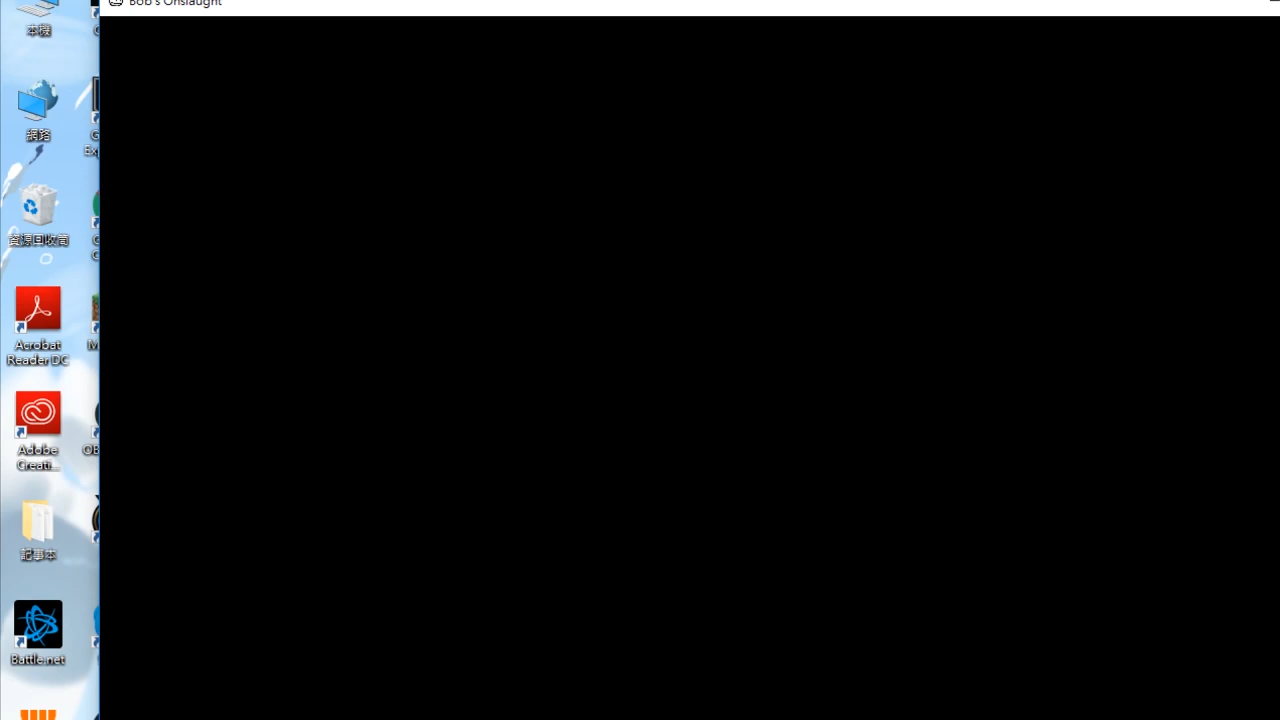 Bob's Onslaught
本機
網路
資源回收筒
Acrobat
Reader DC
Adobe
Creati...
記事本
Battle.net